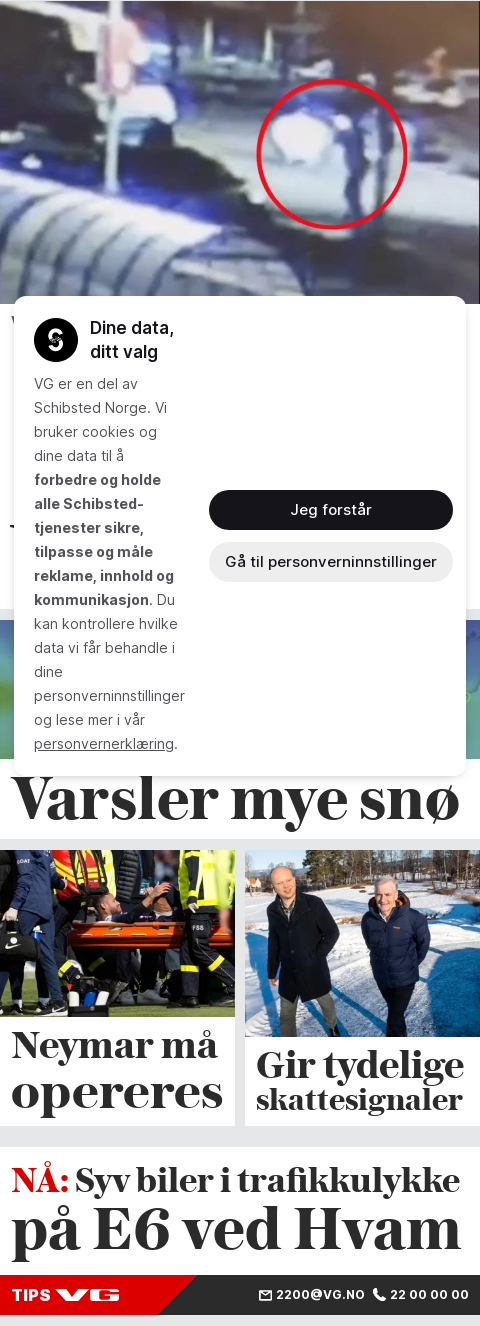 Dine data,
ditt valg
VG er en del av
Schibsted Norge. Vi
bruker cookies og
dine data til å
forbedre og holde
alle Schibsted-
tjenester sikre,
tilpasse og måle
reklame, innhold og
kommunikasjon. Du
kan kontrollere hvilke
data vi får behandle i
dine
personverninnstillinger
og lese mer i vår
personvernerklæring.
Jeg forstår
Gå til personverninnstillinger
Varsler mye snø
Neymar må
opereres
Gir tydelige
skattesignaler
NÅ: Syv biler i trafikkulykke
på E6 ved Hvam
TIPS VG 2200@VG.NO 22 00 00 00